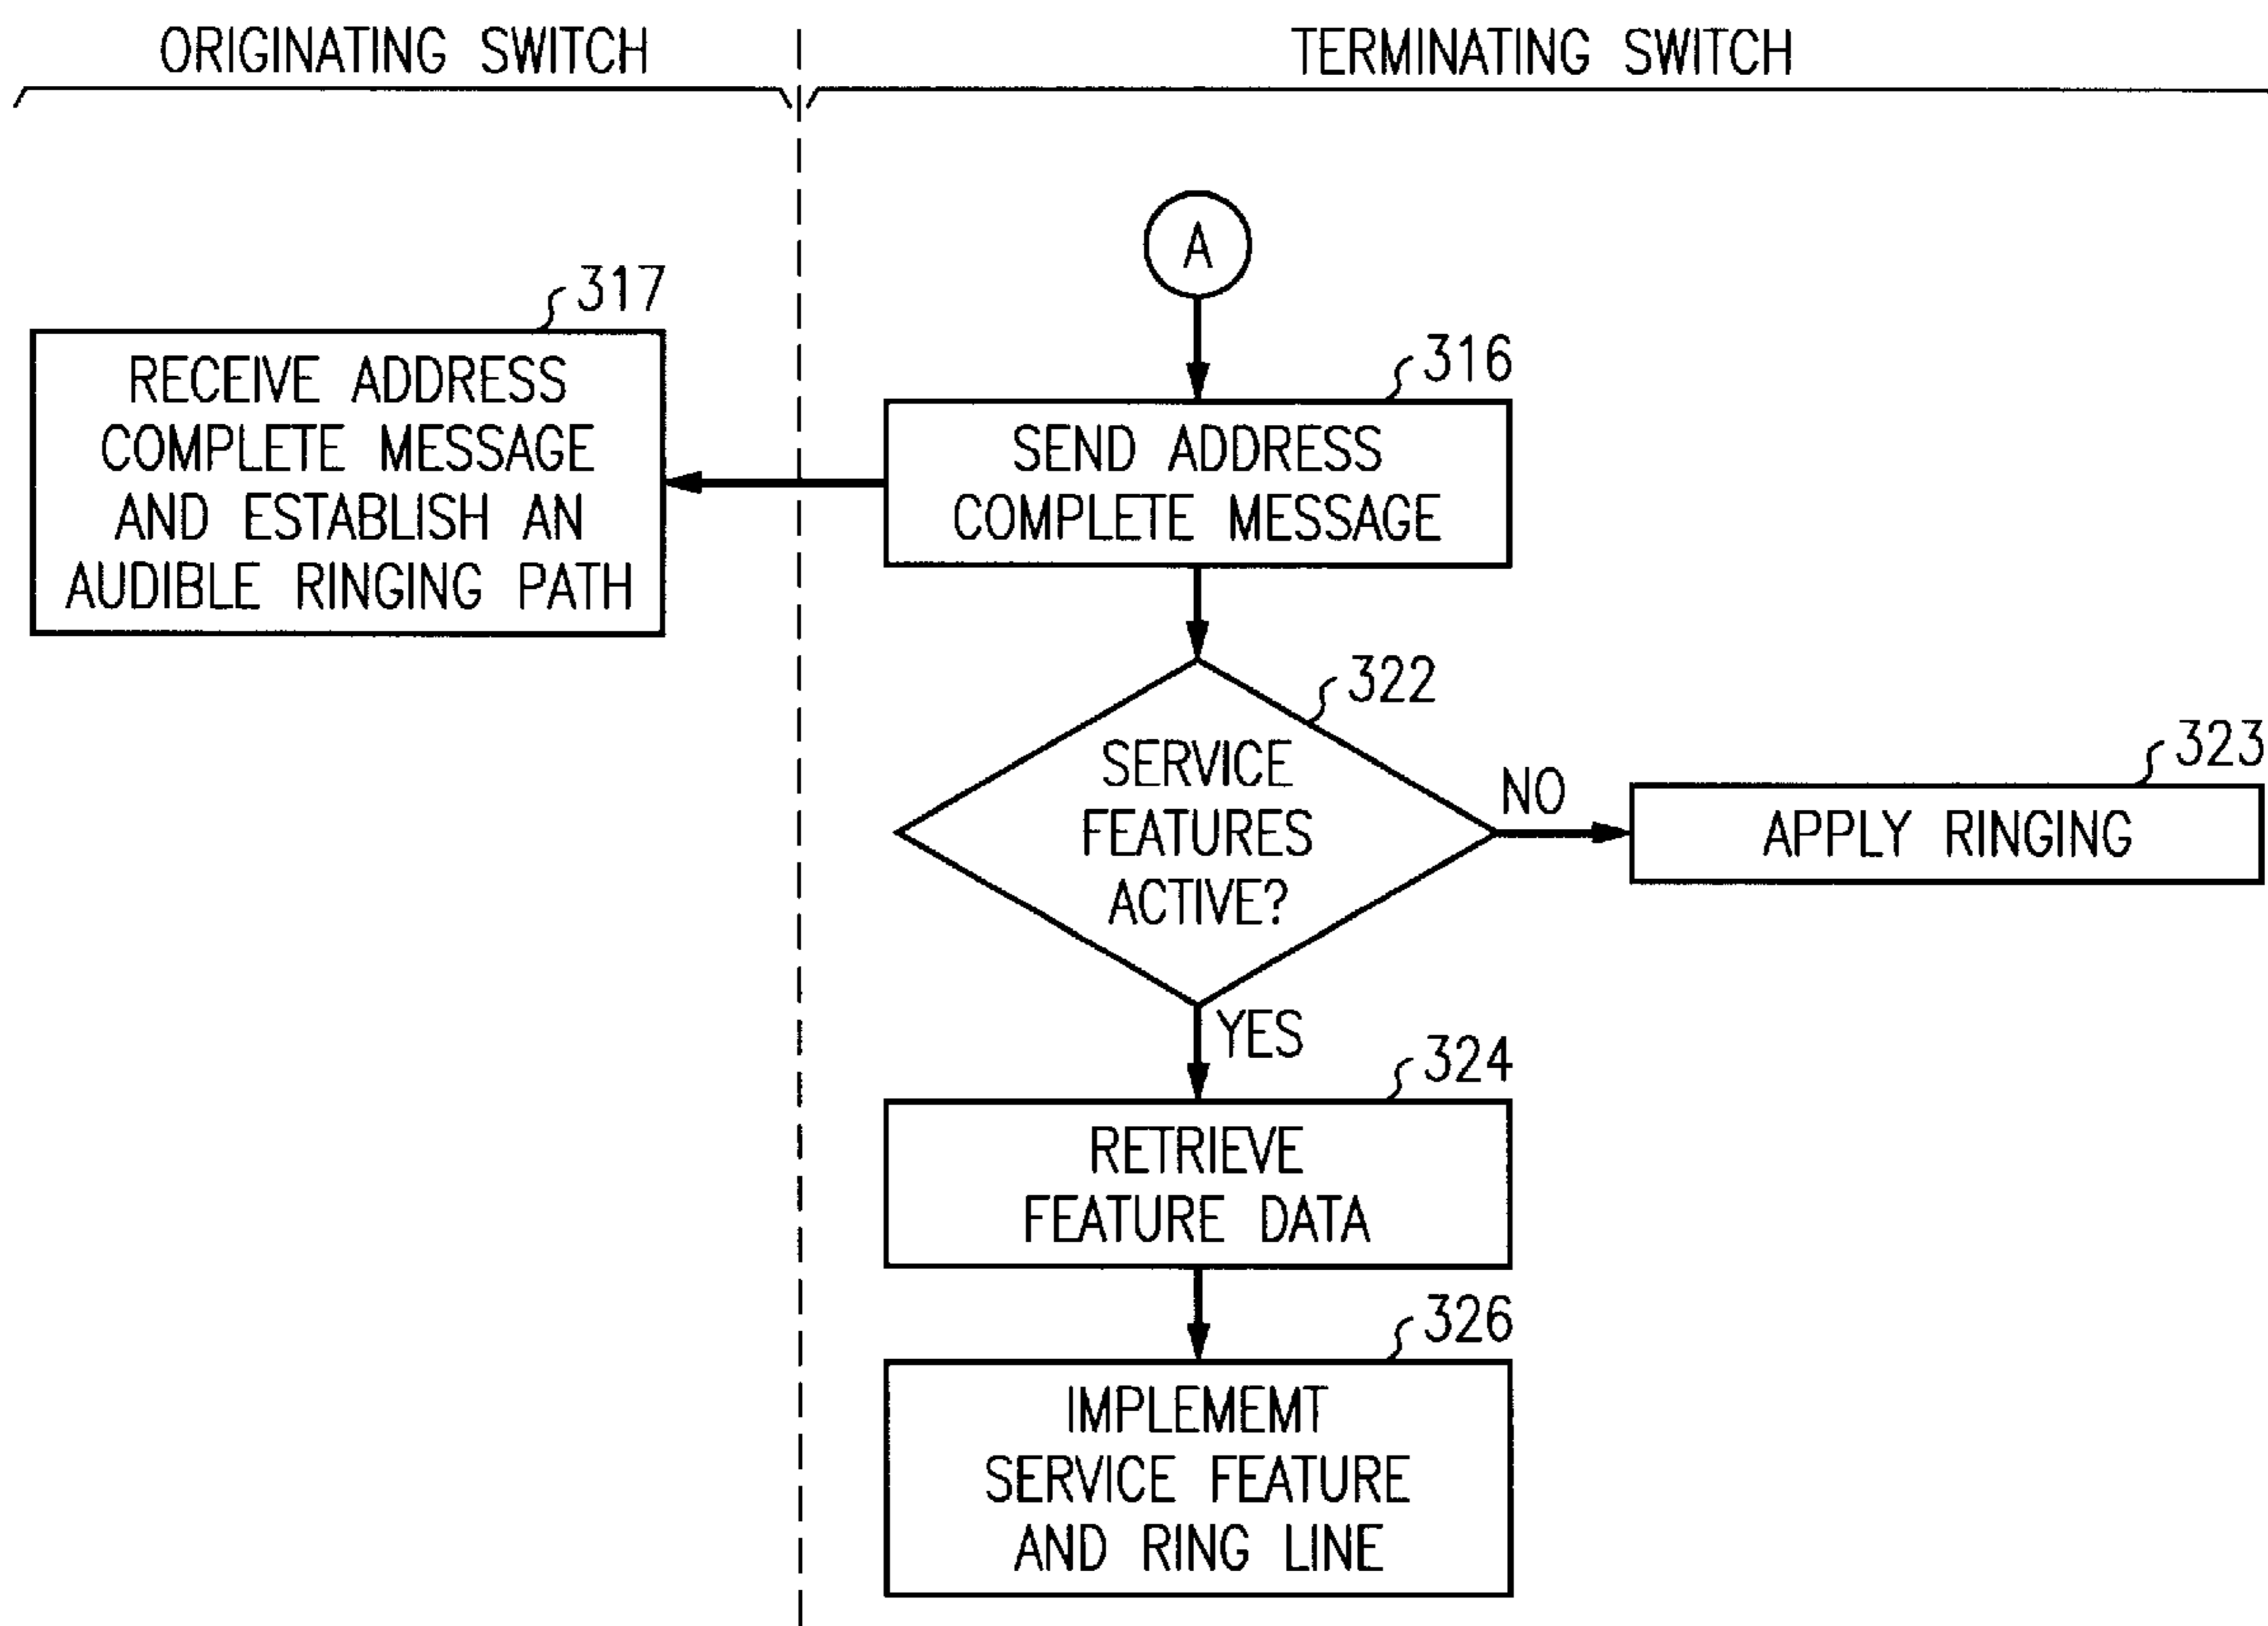 ORIGINATING SWITCH
TERMINATING SWITCH
A
317
RECEIVE ADDRESS
COMPLETE MESSAGE
AND ESTABLISH AN
AUDIBLE RINGING PATH
316
SEND ADDRESS
COMPLETE MESSAGE
322
SERVICE
FEATURES
ACTIVE?
NO
323
APPLY RINGING
YES
324
RETRIEVE
FEATURE DATA
326
IMPLEMEMT
SERVICE FEATURE
AND RING LINE